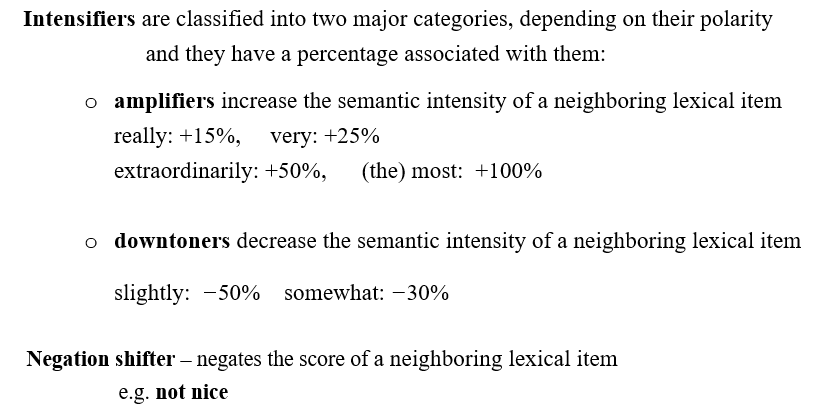 Intensifiers are classified into two major categories, depending on their polarity
and they have a percentage associated with them:
o amplifiers increase the semantic intensity of a neighboring lexical item
really: +15%, very: +25%
extraordinarily: +50%, (the) most: +100%
o downtoners decrease the semantic intensity of a neighboring lexical item
slightly: −50% somewhat: −30%
Negation shifter – negates the score of a neighboring lexical item
e.g. not nice